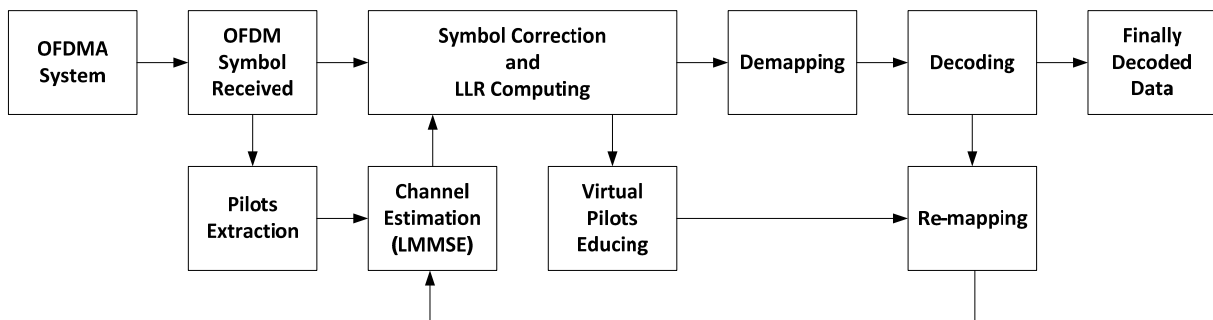 OFDMA
System
OFDM
Symbol
Received
Symbol Correction
and
LLR Computing
Demapping
Decoding
Finally
Decoded
Data
Pilots
Extraction
Channel
Estimation
(LMMSE)
Virtual
Pilots
Educing
Re-mapping